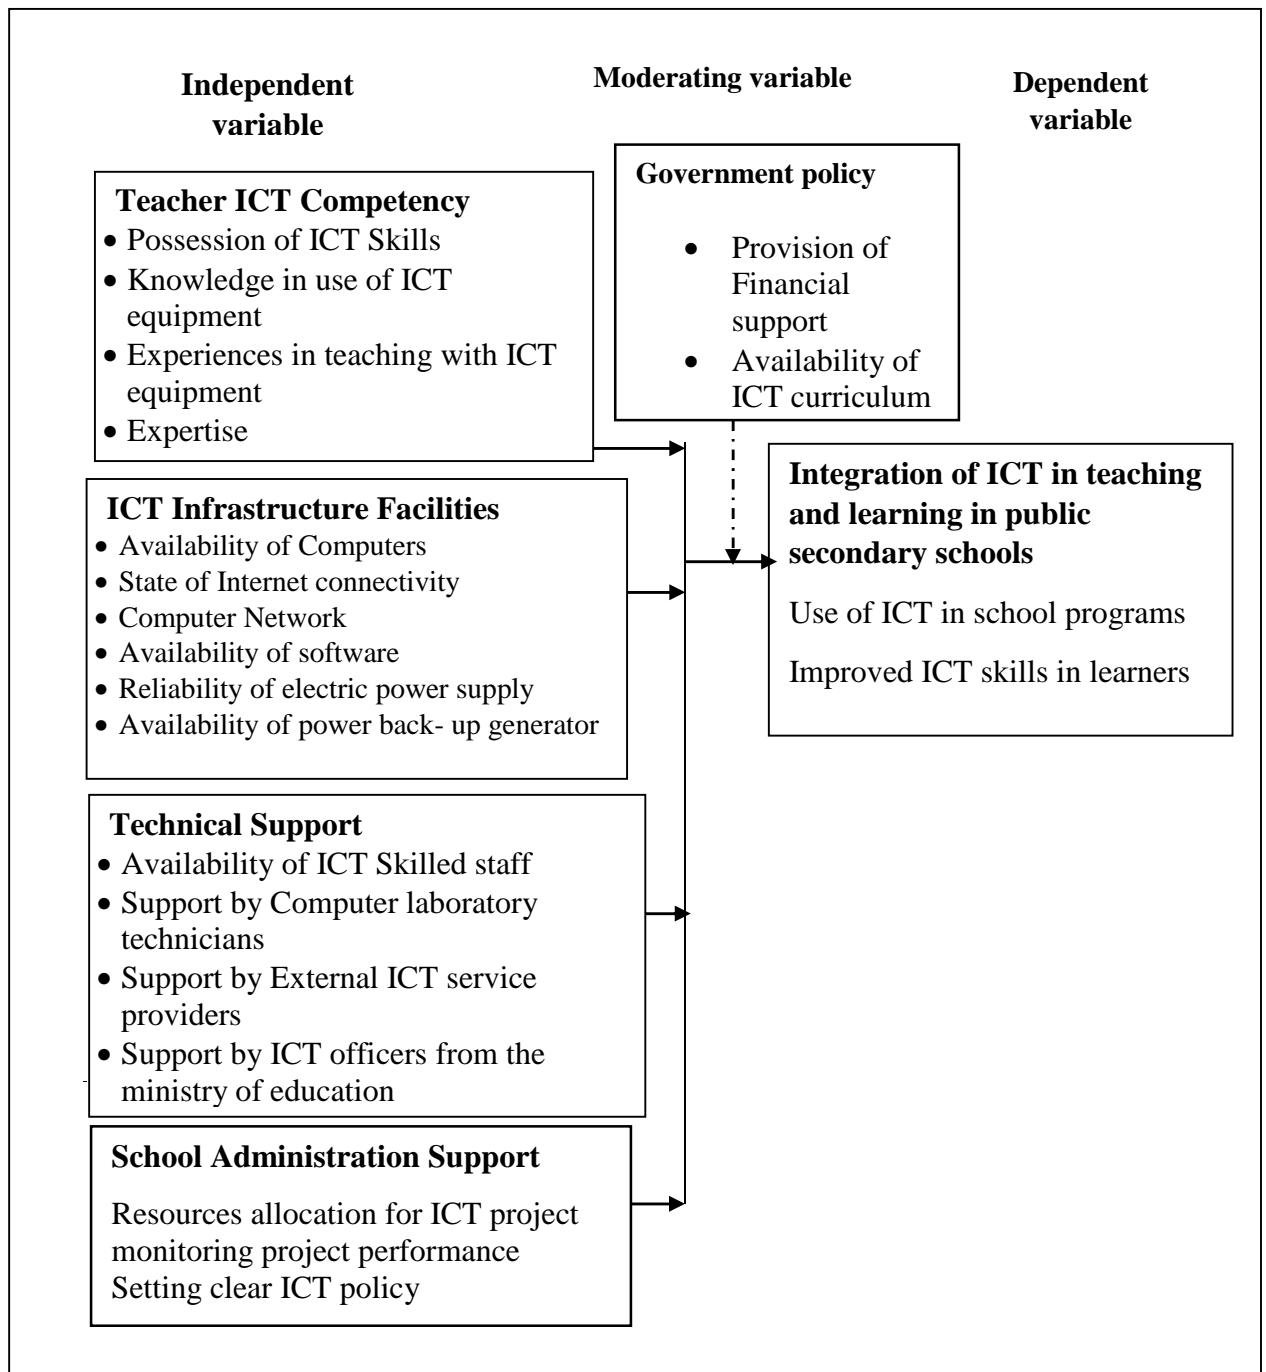 Independent
variable
Moderating variable
Dependent
variable
Teacher ICT Competency
• Possession of ICT Skills
• Knowledge in use of ICT
equipment
• Experiences in teaching with ICT
equipment
• Expertise
Government policy
• Provision of
Financial
support
• Availability of
ICT curriculum
ICT Infrastructure Facilities
• Availability of Computers
• State of Internet connectivity
• Computer Network
• Availability of software
• Reliability of electric power supply
• Availability of power back- up generator
Integration of ICT in teaching
and learning in public
secondary schools
Use of ICT in school programs
Improved ICT skills in learners
Technical Support
• Availability of ICT Skilled staff
• Support by Computer laboratory
technicians
• Support by External ICT service
providers
• Support by ICT officers from the
ministry of education
School Administration Support
Resources allocation for ICT project
monitoring project performance
Setting clear ICT policy